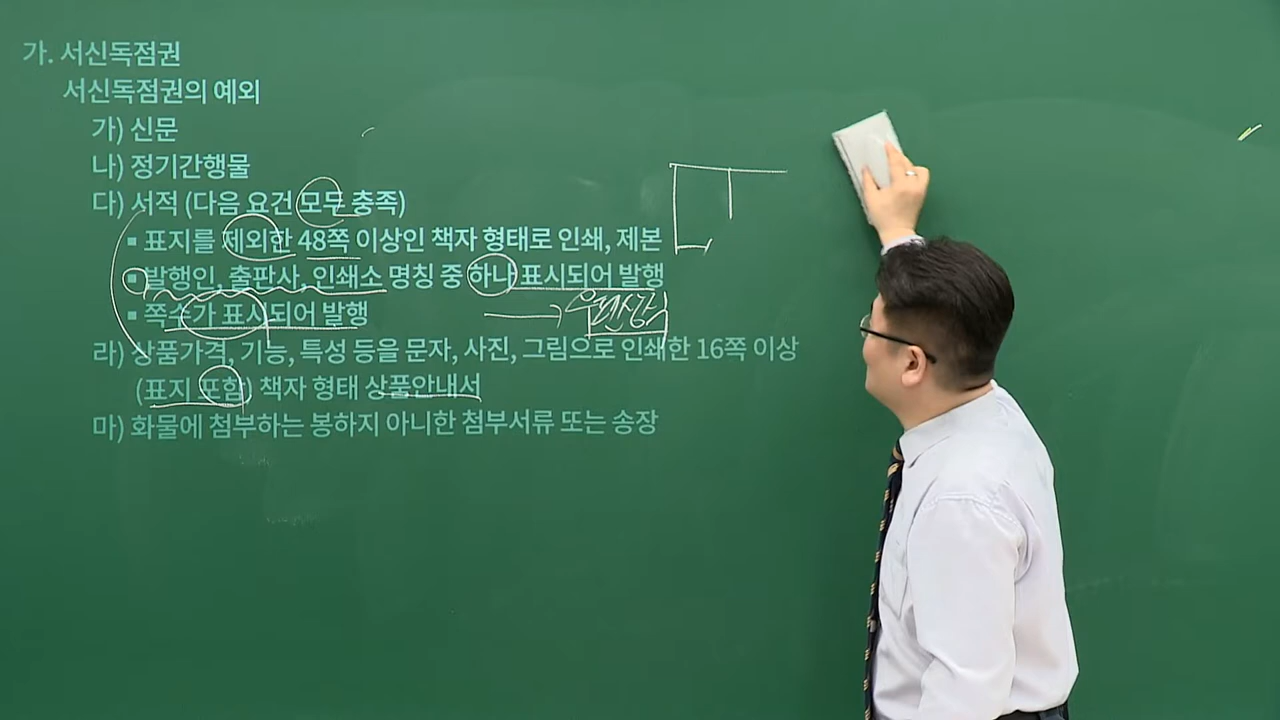 가. 서신독점권
서신독점권의 예외
가) 신문
나) 정기간행물
다) 서적 (다음 요건 모두 충족)
▪ 표지를 제외한 48쪽 이상인 책자 형태로 인쇄, 제본
▪ 발행인, 출판사, 인쇄소 명칭 중 하나 표시되어 발행
▪ 쪽수가 표시되어 발행
라) 상품가격, 기능, 특성 등을 문자, 사진, 그림으로 인쇄한 16쪽 이상
(표지 포함) 책자 형태 상품안내서
마) 화물에 첨부하는 봉하지 아니한 첨부서류 또는 송장